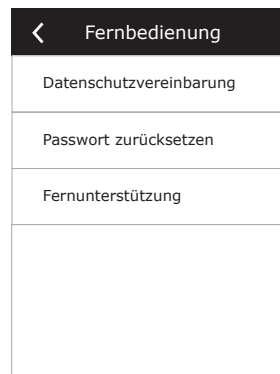 Fernbedienung
Datenschutzvereinbarung
Passwort zurücksetzen
Fernunterstützung